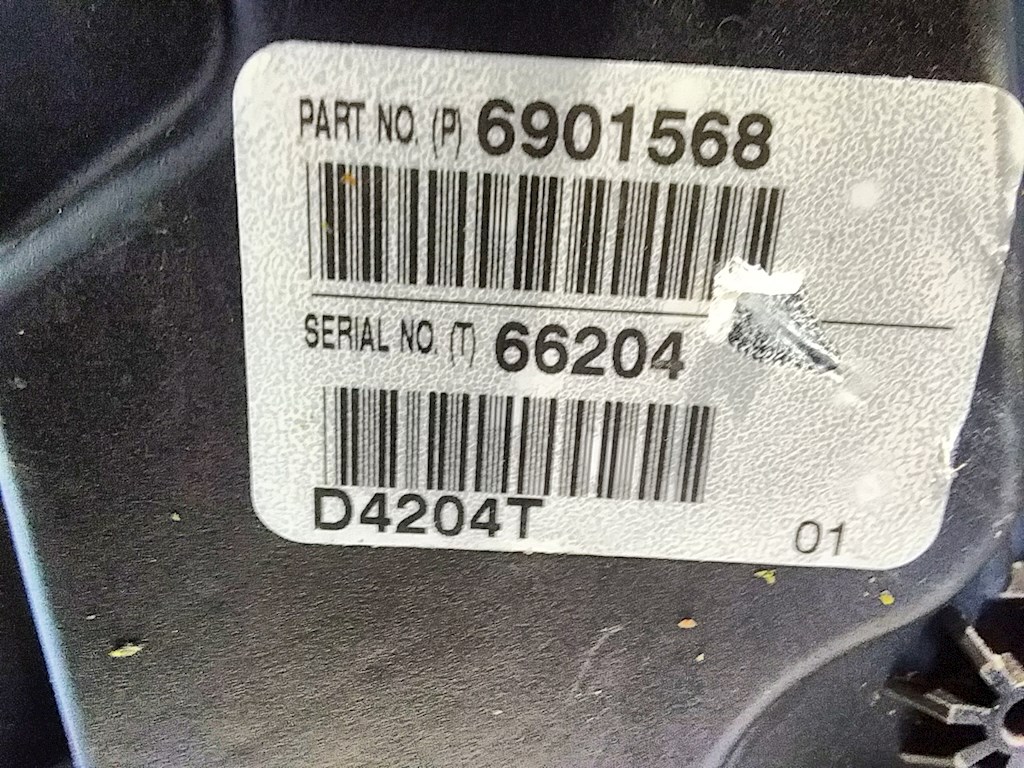 PART NO. (P) 6901568
SERIAL NO. (T) 66204
D4204T
01